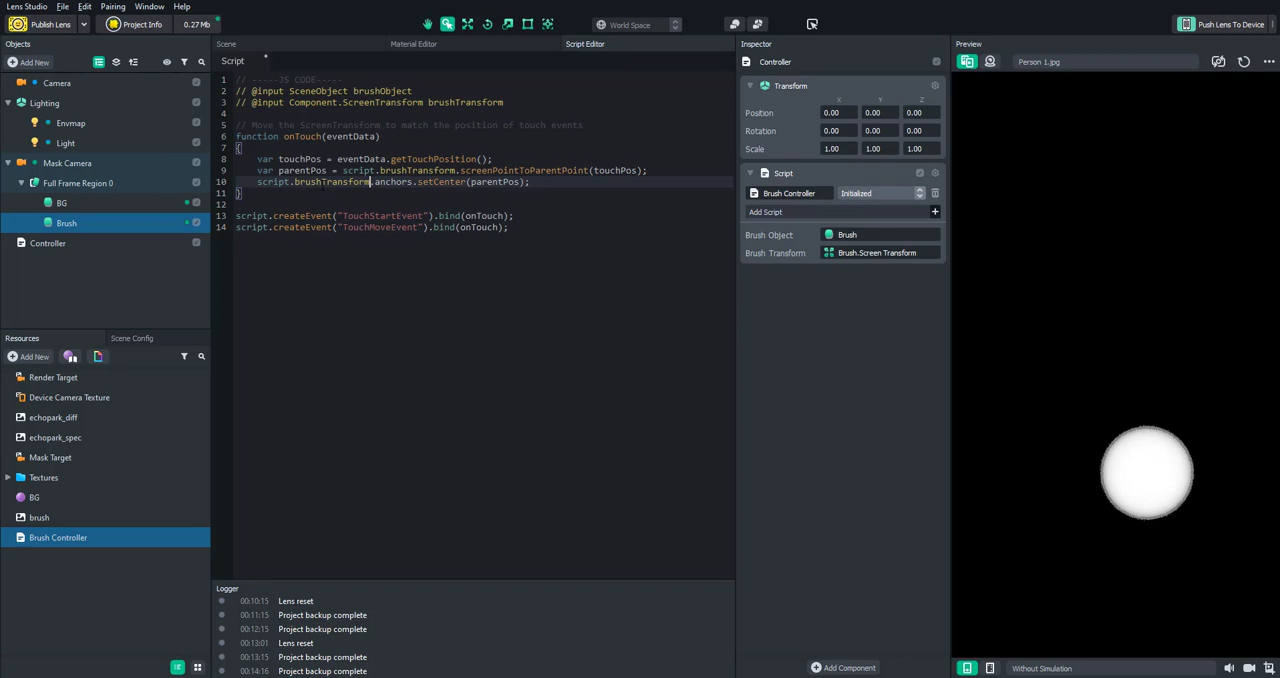 Lens Studio File Edit Pairing Window Help
Publish Lens Project Info 0.27 Mb World Space Push Lens To Device
Objects
Add New
Camera
Lighting
Envmap
Light
Mask Camera
Full Frame Region 0
BG
Brush
Controller
Resources Scene Config
Add New
Render Target
Device Camera Texture
echopark_diff
echopark_spec
Mask Target
Textures
BG
brush
Brush Controller
Scene Material Editor Script Editor
Script *
1 // -----JS CODE-----
2 // @input SceneObject brushObject
3 // @input Component.ScreenTransform brushTransform
4
5 // Move the ScreenTransform to match the position of touch events
6 function onTouch(eventData)
7 {
8 var touchPos = eventData.getTouchPosition();
9 var parentPos = script.brushTransform.screenPointToParentPoint(touchPos);
10 script.brushTransform.anchors.setCenter(parentPos);
11 }
12
13 script.createEvent("TouchStartEvent").bind(onTouch);
14 script.createEvent("TouchMoveEvent").bind(onTouch);
Logger
00:10:15 Lens reset
00:11:15 Project backup complete
00:12:15 Project backup complete
00:13:01 Lens reset
00:13:15 Project backup complete
00:14:16 Project backup complete
Inspector
Controller
Transform
X Y Z
Position 0.00 0.00 0.00
Rotation 0.00 0.00 0.00
Scale 1.00 1.00 1.00
Script
Brush Controller Initialized
Add Script +
Brush Object Brush
Brush Transform Brush.Screen Transform
Add Component
Preview
Person 1.jpg
Without Simulation